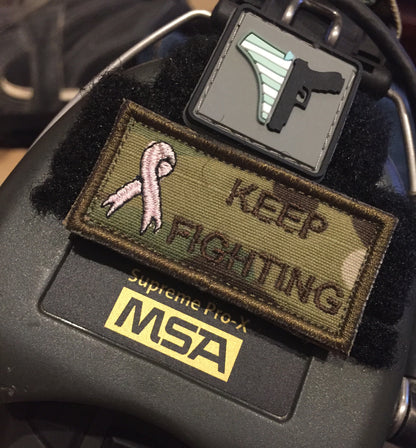 KEEP
FIGHTING
Supreme Pro-X
MSA